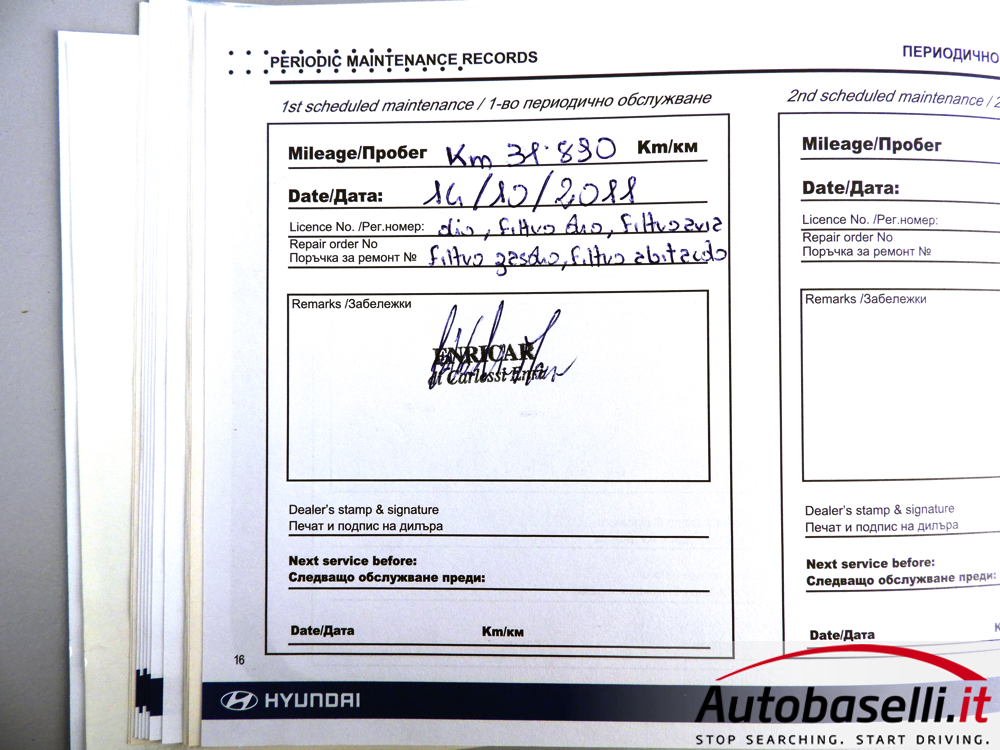 PERIODIC MAINTENANCE RECORDS
ПЕРИОДИЧНО
1st scheduled maintenance / 1-во периодично обслужване
Mileage/Пробег Km 31.890 Km/км
Date/Дата: 14/10/2011
Licence No. /Рег.номер: olio, filtro olio, filtro aria
Repair order No
Поръчка за ремонт № filtro gasolio, filtro abitacolo
Remarks /Забележки
ENRICAR
di Carlessi
Dealer's stamp & signature
Печат и подпис на дилъра
Next service before:
Следващо обслужване преди:
Date/Дата Km/км
16
HYUNDAI
2nd scheduled maintenance / 2
Mileage/Пробег
Date/Дата:
Licence No. /Рег.номер:
Repair order No
Поръчка за ремонт №
Remarks /Забележки
Dealer's stamp & signature
Печат и подпис на дилъра
Next service before:
Следващо обслужване преди:
Date/Дата K
Autobaselli.it
STOP SEARCHING. START DRIVING.